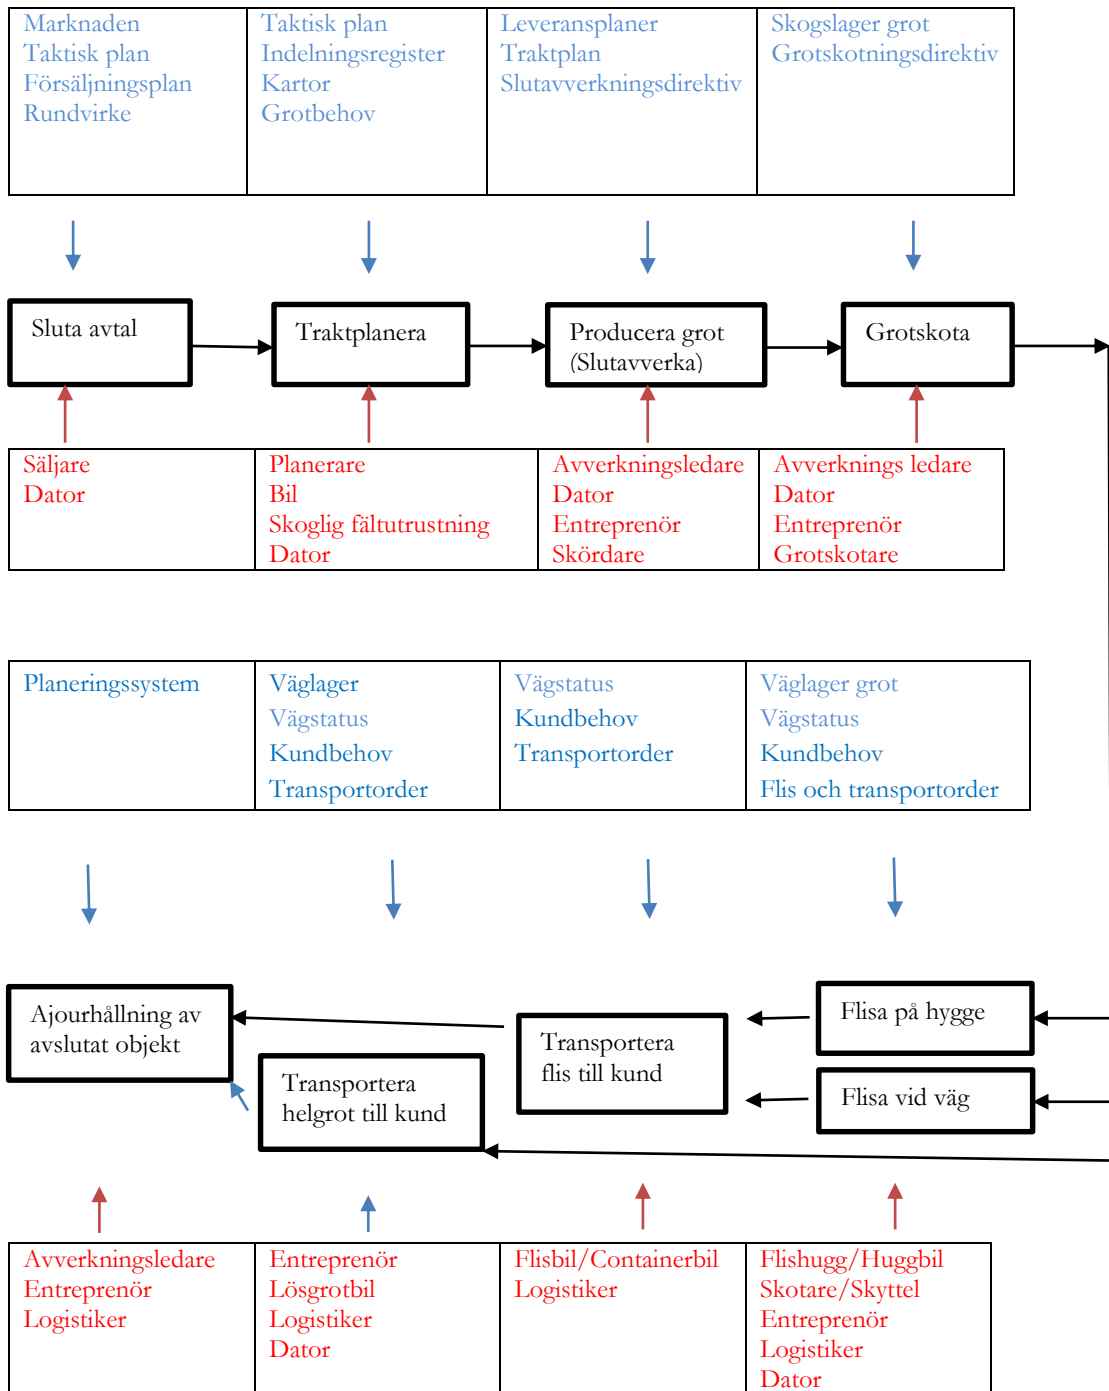 Marknaden
Taktisk plan
Försäljningsplan
Rundvirke
Taktisk plan
Indelningsregister
Kartor
Grotbehov
Leveransplaner
Traktplan
Slutavverkningsdirektiv
Skogslager grot
Grotskotningsdirektiv
Sluta avtal
Traktplanera
Producera grot
(Slutavverka)
Grotskota
Säljare
Dator
Planerare
Bil
Skoglig fältutrustning
Dator
Avverkningsledare
Dator
Entreprenör
Skördare
Avverknings ledare
Dator
Entreprenör
Grotskotare
Planeringssystem
Väglager
Vägstatus
Kundbehov
Transportorder
Vägstatus
Kundbehov
Transportorder
Väglager grot
Vägstatus
Kundbehov
Flis och transportorder
Ajourhållning av
avslutat objekt
Transportera
helgrot till kund
Transportera
flis till kund
Flisa på hygge
Flisa vid väg
Avverkningsledare
Entreprenör
Logistiker
Entreprenör
Lösgrotbil
Logistiker
Dator
Flisbil/Containerbil
Logistiker
Flishugg/Huggbil
Skotare/Skyttel
Entreprenör
Logistiker
Dator